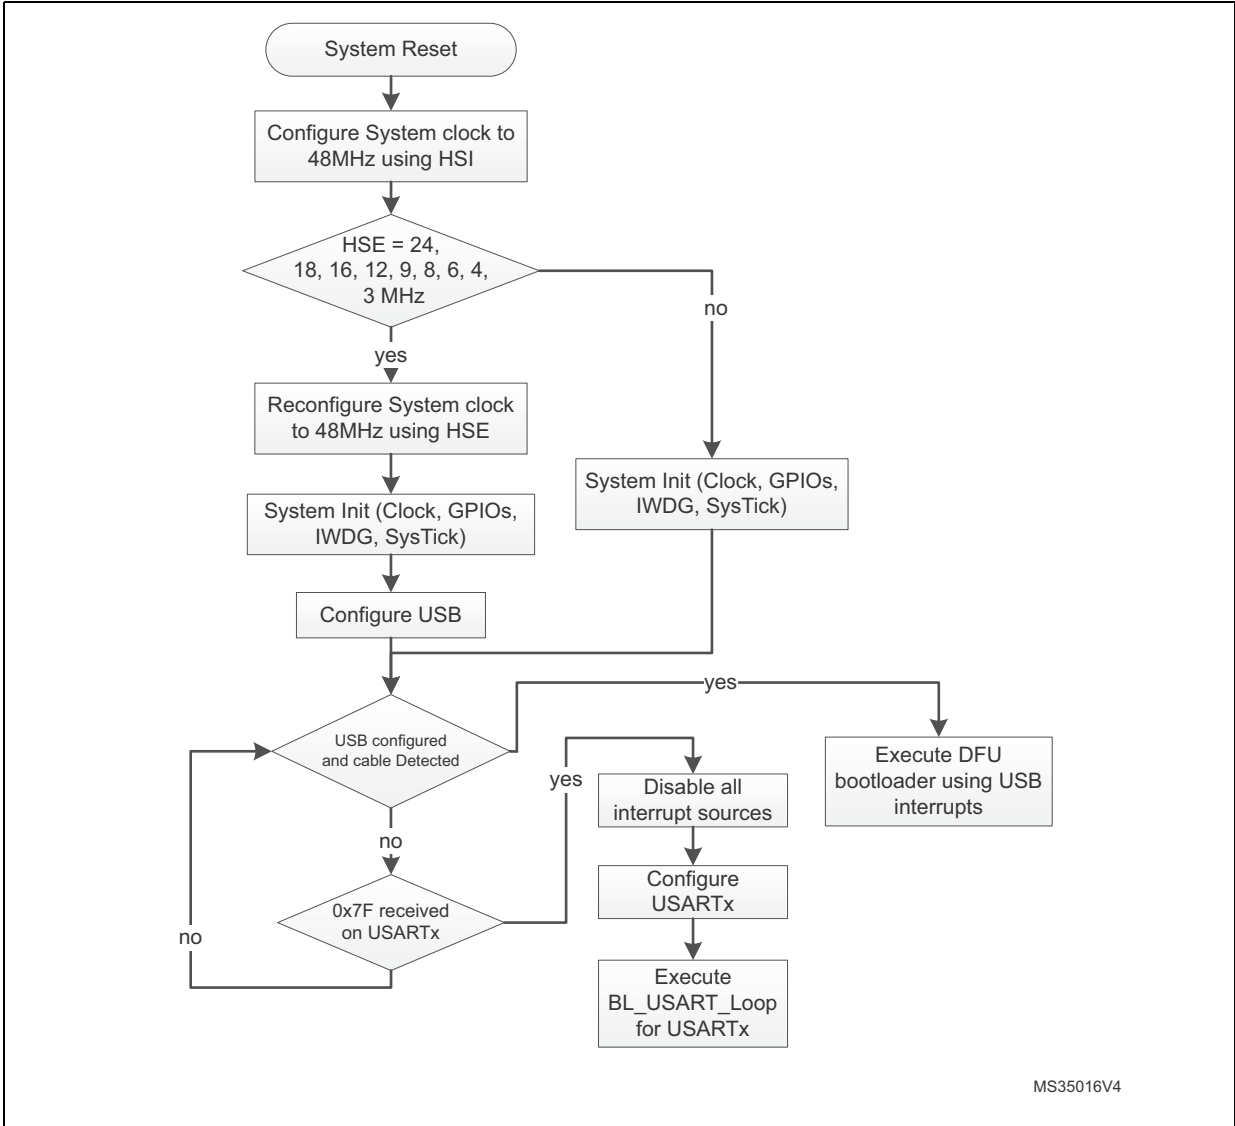 System Reset
Configure System clock to
48MHz using HSI
HSE = 24,
18, 16, 12, 9, 8, 6, 4,
3 MHz
no
yes
Reconfigure System clock
to 48MHz using HSE
System Init (Clock, GPIOs,
IWDG, SysTick)
System Init (Clock, GPIOs,
IWDG, SysTick)
Configure USB
yes
USB configured
and cable Detected
Execute DFU
bootloader using USB
interrupts
yes
Disable all
interrupt sources
no
Configure
USARTx
0x7F received
on USARTx
no
Execute
BL_USART_Loop
for USARTx
MS35016V4